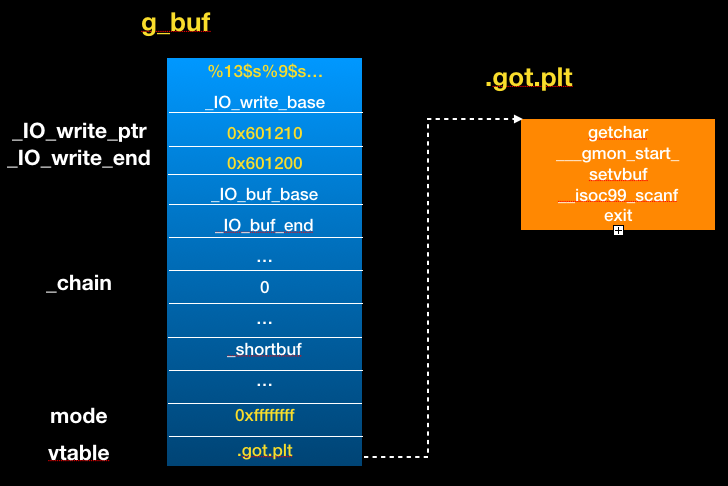 g_buf
%13$s%9$s…
_IO_write_base
_IO_write_ptr
0x601210
_IO_write_end
0x601200
_IO_buf_base
_IO_buf_end
…
_chain
0
…
_shortbuf
…
mode
0xffffffff
vtable
.got.plt
.got.plt
getchar
___gmon_start_
setvbuf
__isoc99_scanf
exit